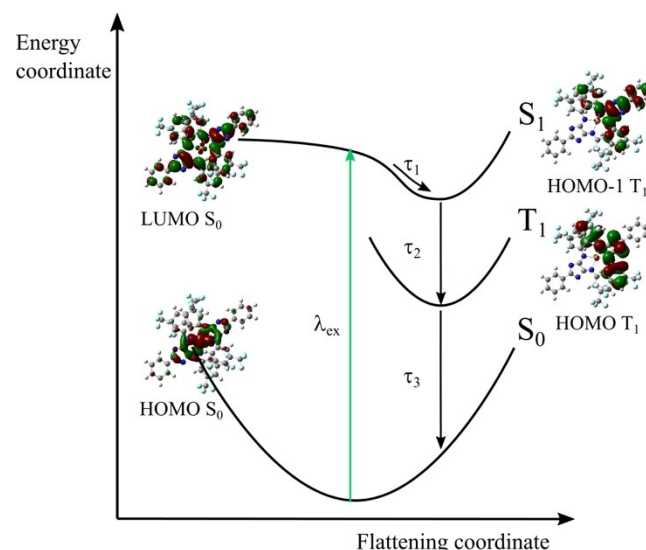 Energy
coordinate
S₁
τ₁
HOMO-1 T₁
LUMO S₀
T₁
τ₂
HOMO T₁
λₑₓ
S₀
τ₃
HOMO S₀
Flattening coordinate